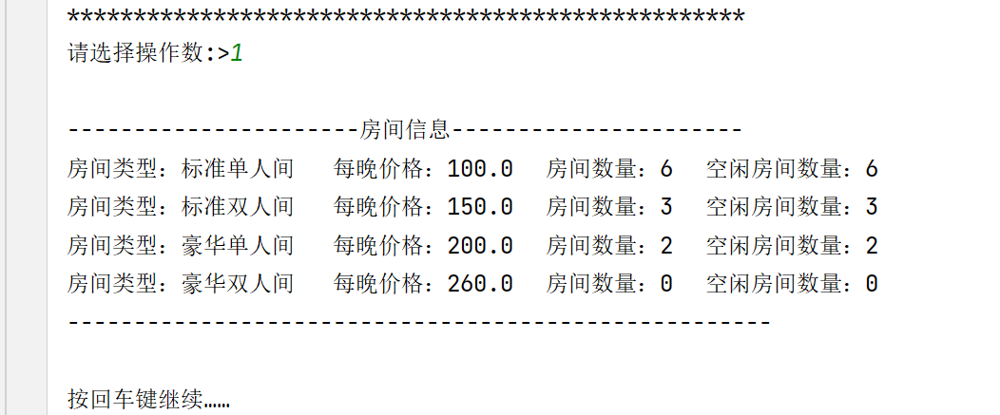 *****************************************************
请选择操作数:>1
----------------------房间信息----------------------
房间类型：标准单人间   每晚价格：100.0  房间数量：6  空闲房间数量：6
房间类型：标准双人间   每晚价格：150.0  房间数量：3  空闲房间数量：3
房间类型：豪华单人间   每晚价格：200.0  房间数量：2  空闲房间数量：2
房间类型：豪华双人间   每晚价格：260.0  房间数量：0  空闲房间数量：0
-----------------------------------------------------
按回车键继续……